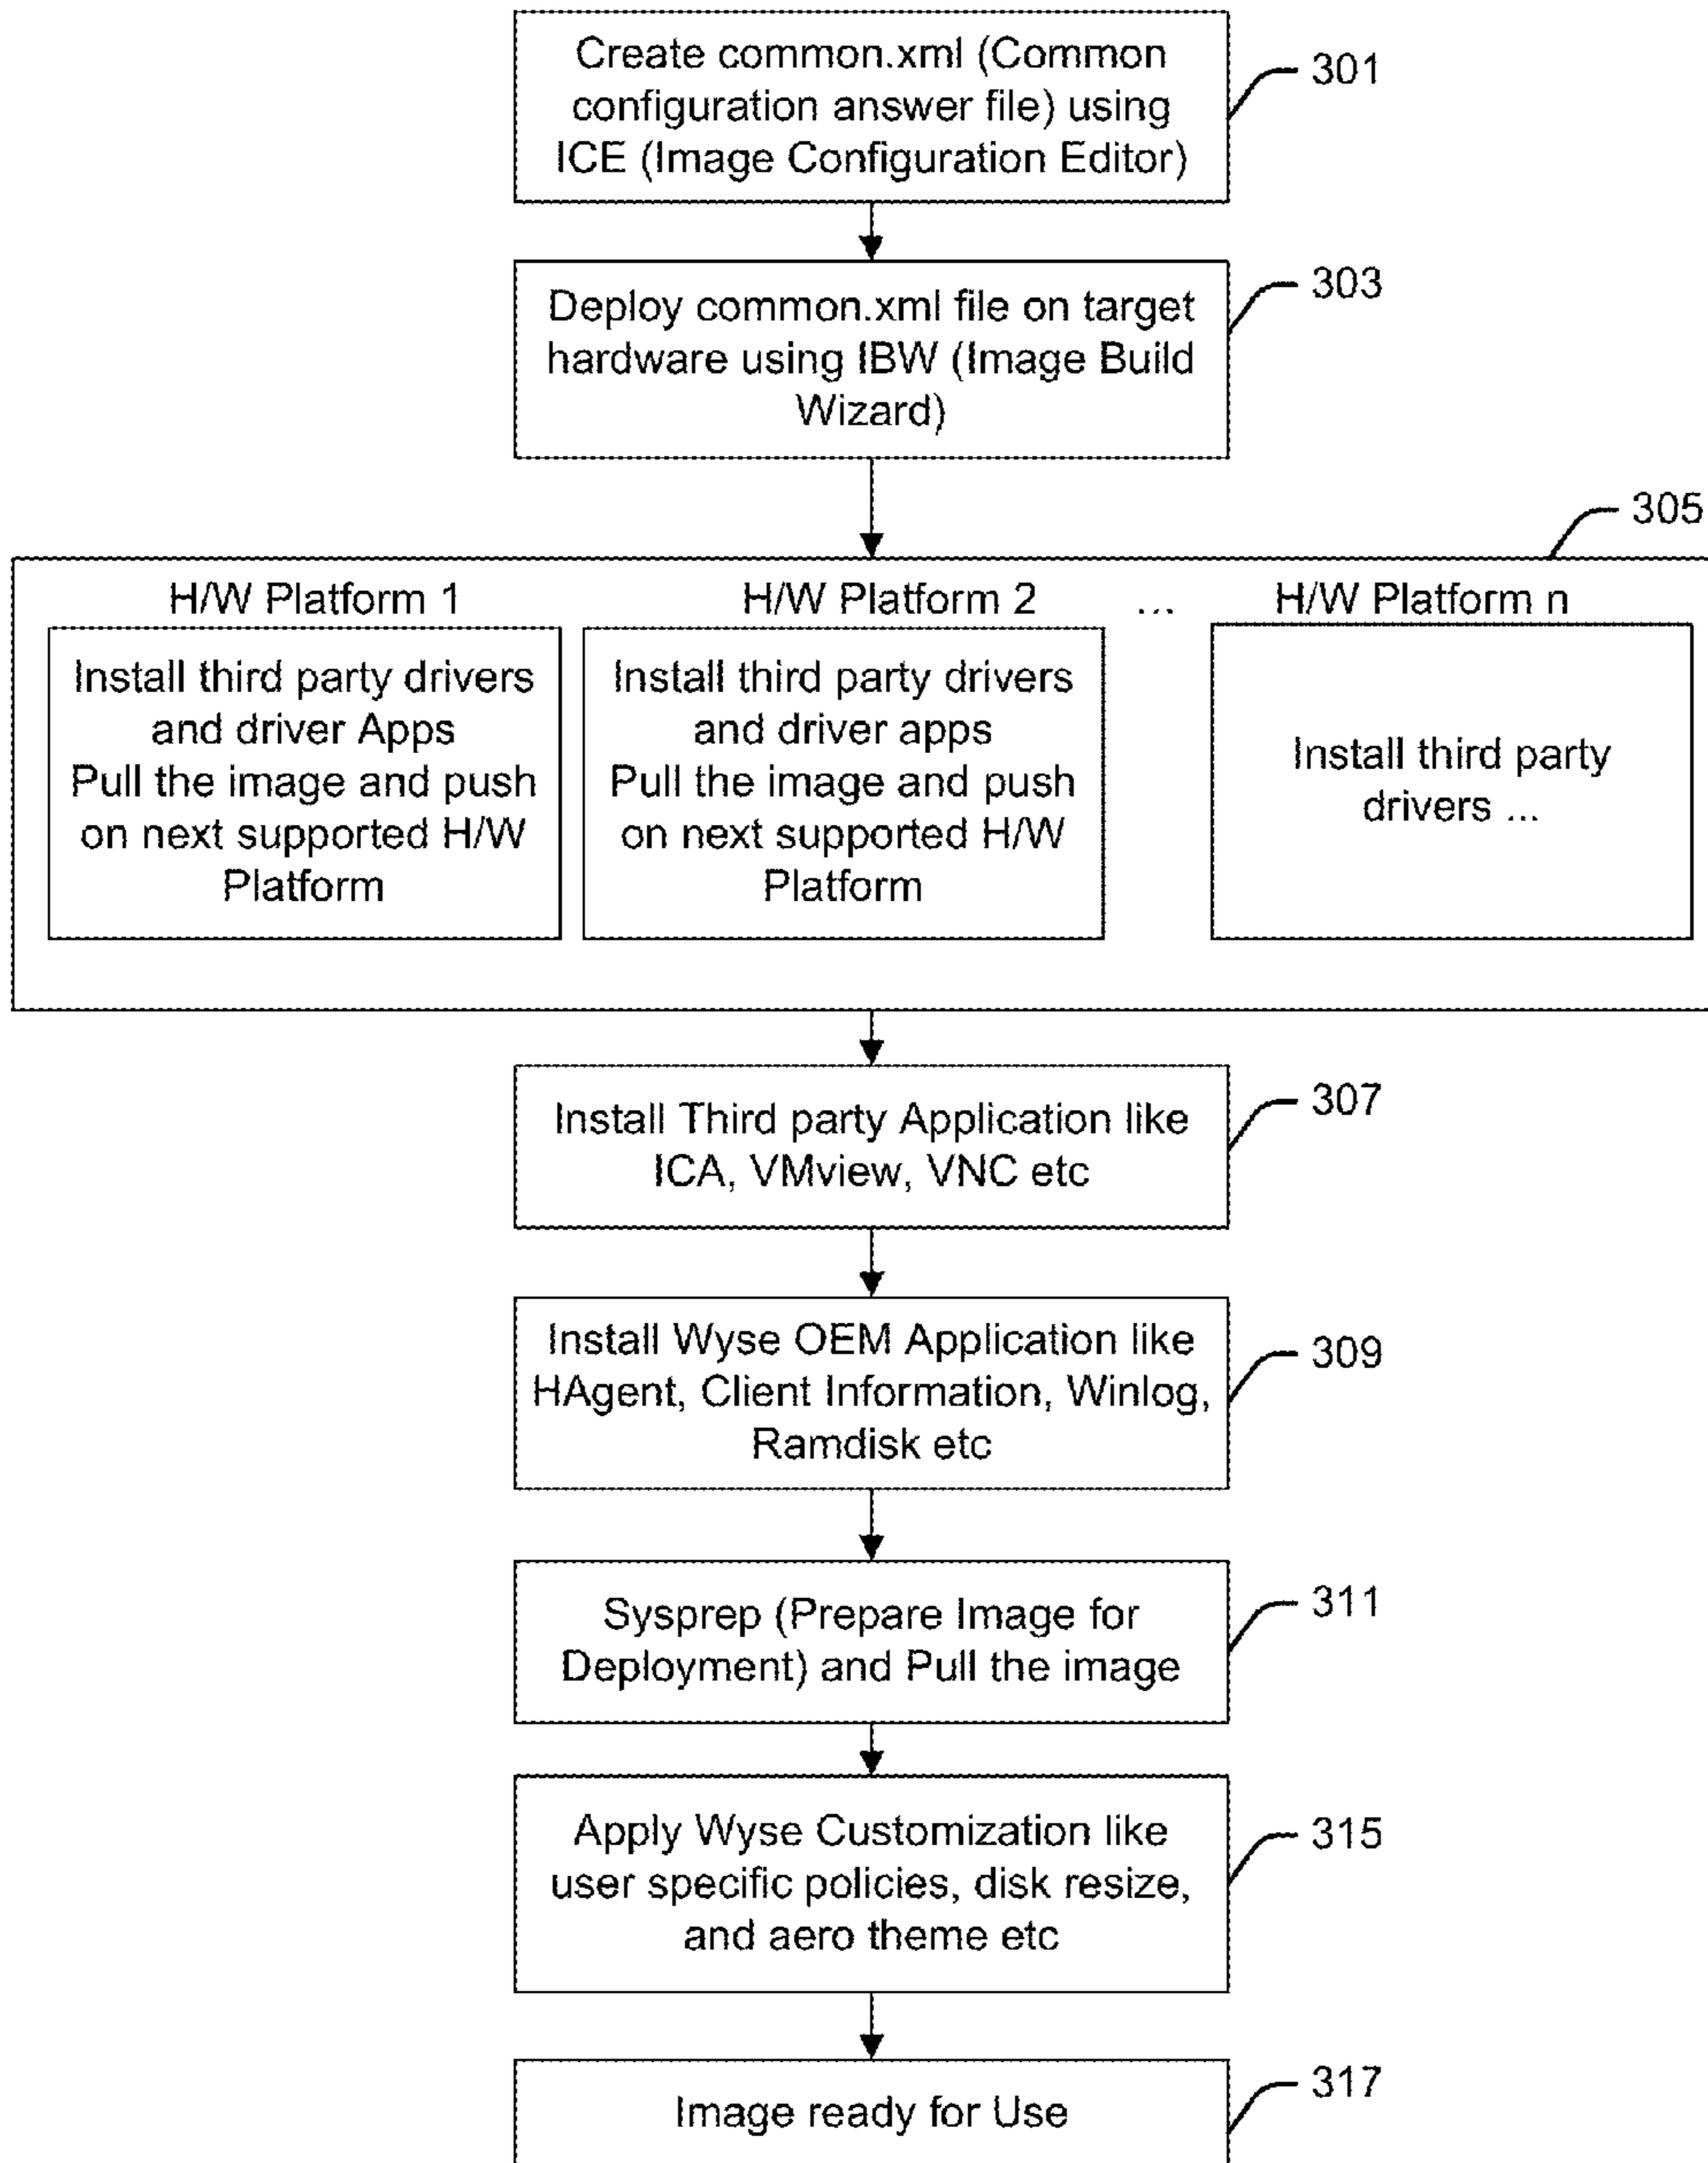 Create common.xml (Common
configuration answer file) using
ICE (Image Configuration Editor)
301
Deploy common.xml file on target
hardware using IBW (Image Build
Wizard)
303
305
H/W Platform 1
Install third party drivers
and driver Apps
Pull the image and push
on next supported H/W
Platform
H/W Platform 2
Install third party drivers
and driver apps
Pull the image and push
on next supported H/W
Platform
...
H/W Platform n
Install third party
drivers ...
Install Third party Application like
ICA, VMview, VNC etc
307
Install Wyse OEM Application like
HAgent, Client Information, Winlog,
Ramdisk etc
309
Sysprep (Prepare Image for
Deployment) and Pull the image
311
Apply Wyse Customization like
user specific policies, disk resize,
and aero theme etc
315
Image ready for Use
317